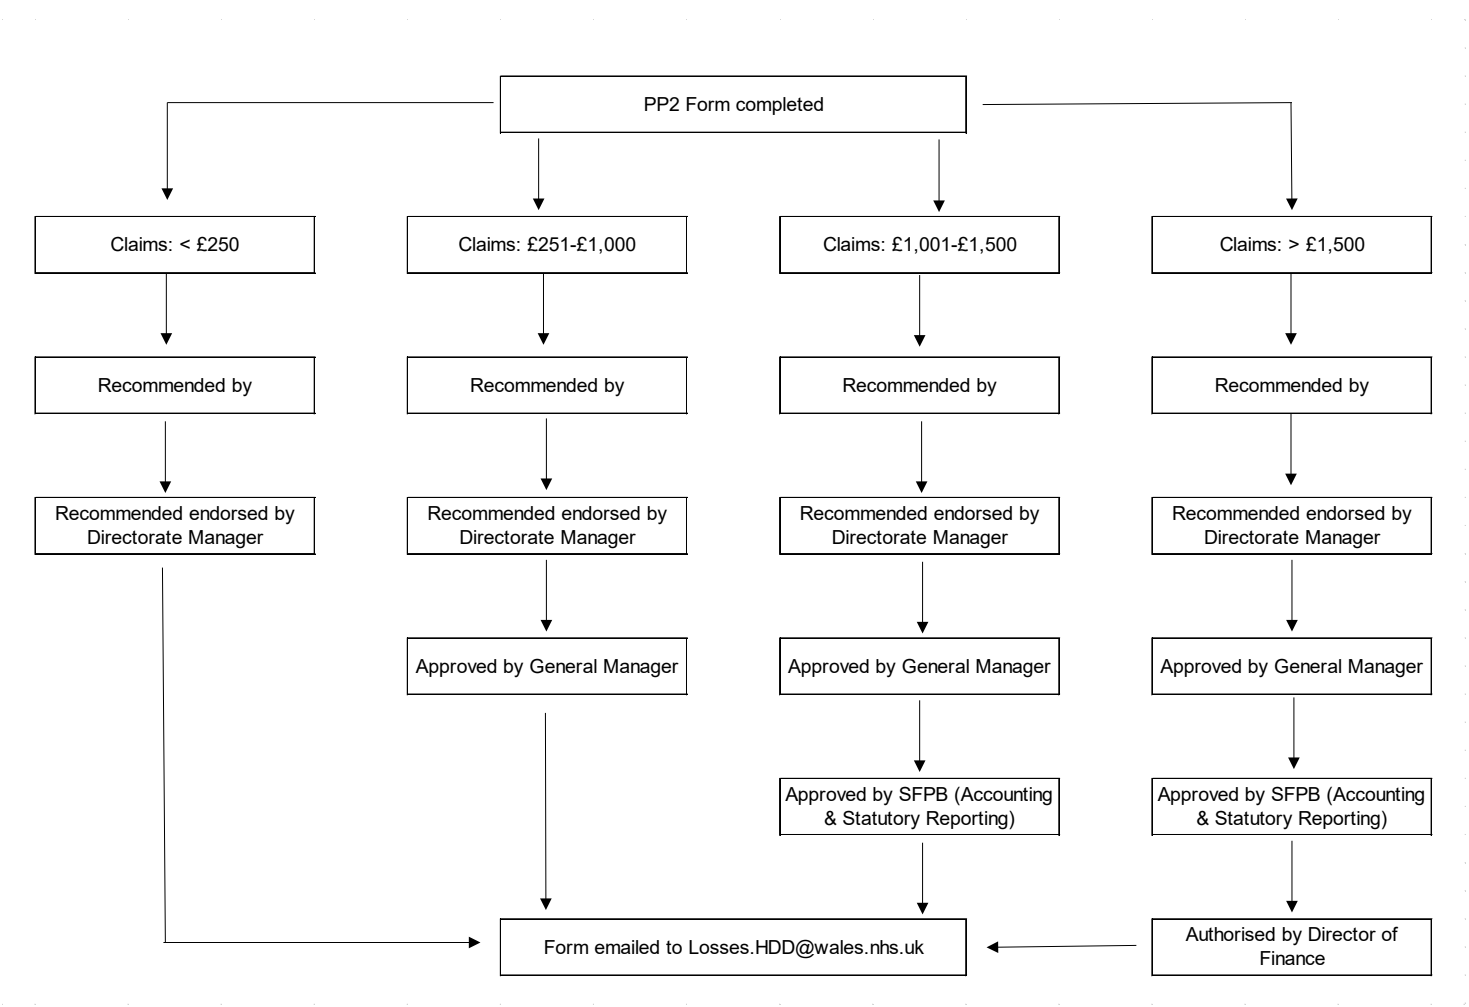 PP2 Form completed
Claims: < £250
Claims: £251-£1,000
Claims: £1,001-£1,500
Claims: > £1,500
Recommended by
Recommended by
Recommended by
Recommended by
Recommended endorsed by
Directorate Manager
Recommended endorsed by
Directorate Manager
Recommended endorsed by
Directorate Manager
Recommended endorsed by
Directorate Manager
Approved by General Manager
Approved by General Manager
Approved by General Manager
Approved by SFPB (Accounting
& Statutory Reporting)
Approved by SFPB (Accounting
& Statutory Reporting)
Form emailed to Losses.HDD@wales.nhs.uk
Authorised by Director of
Finance